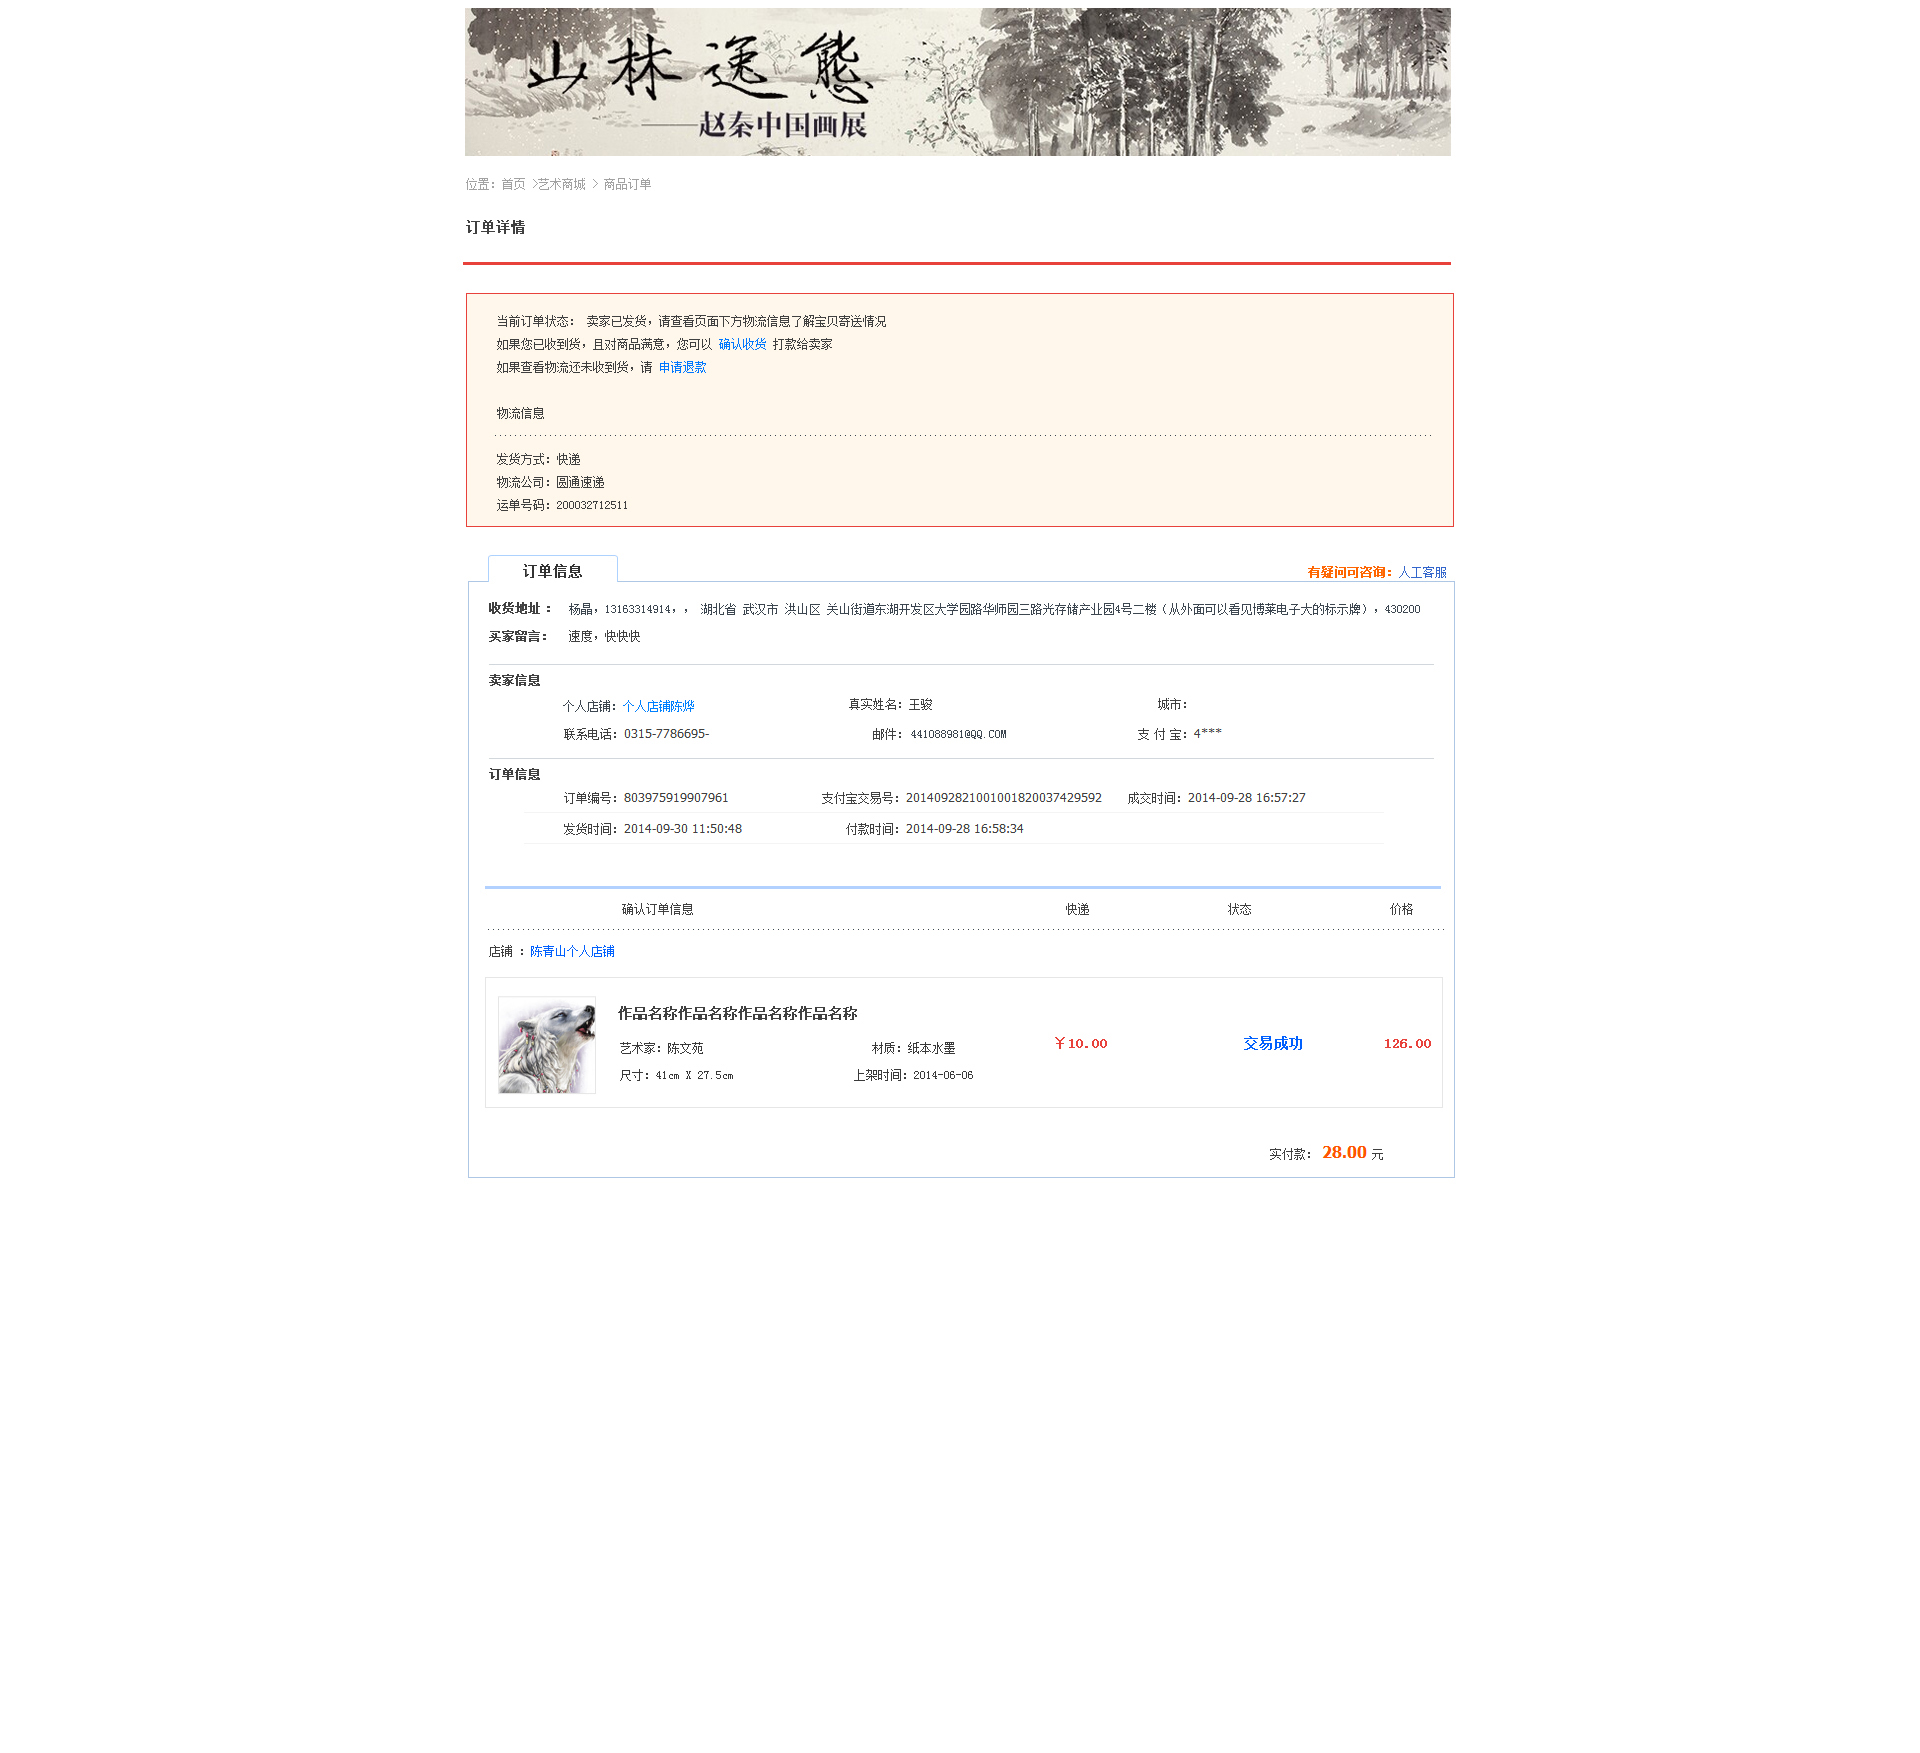 山林逸熊
——赵秦中国画展
位置：首页 >艺术商城 > 商品订单
订单详情
当前订单状态： 卖家已发货，请查看页面下方物流信息了解宝贝寄送情况
如果您已收到货，且对商品满意，您可以 确认收货 打款给卖家
如果查看物流还未收到货，请 申请退款
物流信息
发货方式：快递
物流公司：圆通速递
运单号码：200032712511
订单信息
有疑问可咨询：人工客服
收货地址 ： 杨晶，13163314914，， 湖北省 武汉市 洪山区 关山街道东湖开发区大学园路华师园三路光存储产业园4号二楼（从外面可以看见博莱电子大的标示牌），430200
买家留言： 速度，快快快
卖家信息
个人店铺：个人店铺陈烨 真实姓名：王骏 城市：
联系电话：0315-7786695- 邮件：441088981@QQ.COM 支 付 宝：4***
订单信息
订单编号：803975919907961 支付宝交易号：2014092821001001820037429592 成交时间：2014-09-28 16:57:27
发货时间：2014-09-30 11:50:48 付款时间：2014-09-28 16:58:34
确认订单信息 快递 状态 价格
店铺 ：陈青山个人店铺
作品名称作品名称作品名称作品名称
艺术家：陈文苑 材质：纸本水墨 ￥10.00 交易成功 126.00
尺寸：41cm X 27.5cm 上架时间：2014-06-06
实付款： 28.00 元